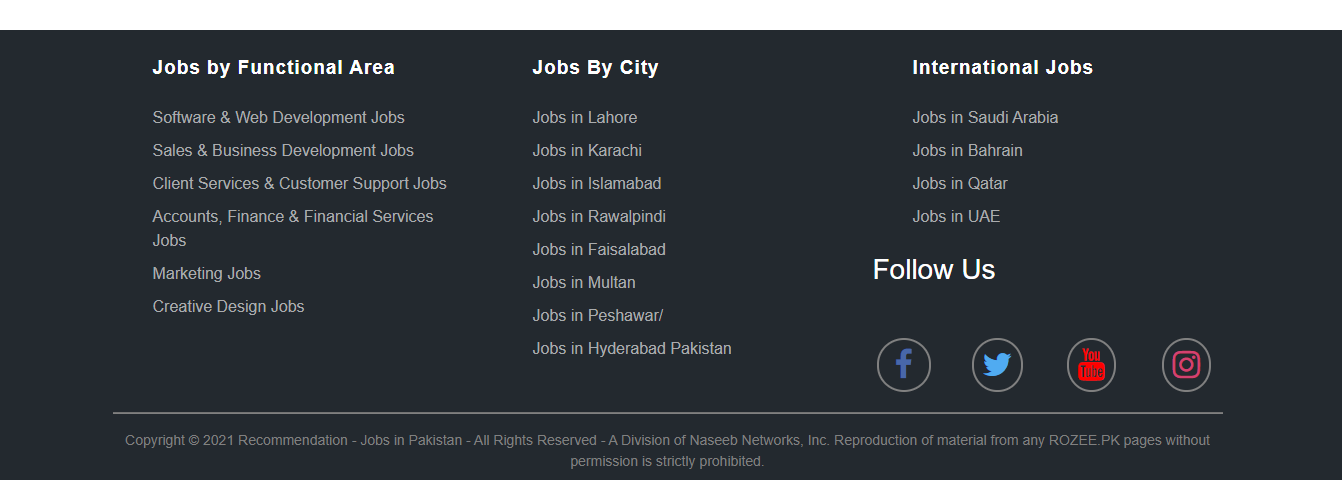 Jobs by Functional Area
Software & Web Development Jobs
Sales & Business Development Jobs
Client Services & Customer Support Jobs
Accounts, Finance & Financial Services
Jobs
Marketing Jobs
Creative Design Jobs
Jobs By City
Jobs in Lahore
Jobs in Karachi
Jobs in Islamabad
Jobs in Rawalpindi
Jobs in Faisalabad
Jobs in Multan
Jobs in Peshawar/
Jobs in Hyderabad Pakistan
International Jobs
Jobs in Saudi Arabia
Jobs in Bahrain
Jobs in Qatar
Jobs in UAE
Follow Us
You
Tube
Copyright © 2021 Recommendation - Jobs in Pakistan - All Rights Reserved - A Division of Naseeb Networks, Inc. Reproduction of material from any ROZEE.PK pages without
permission is strictly prohibited.